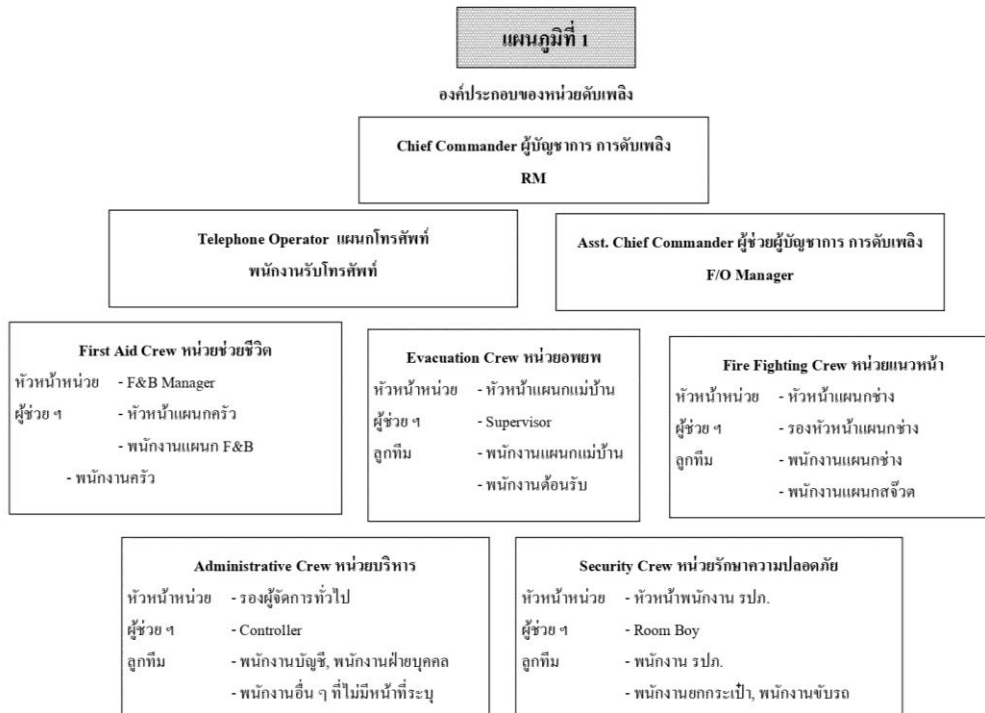 แผนภูมิที่ 1
องค์ประกอบของหน่วยดับเพลิง
Chief Commander ผู้บัญชาการ การดับเพลิง
RM
Telephone Operator แผนกโทรศัพท์
พนักงานรับโทรศัพท์
Asst. Chief Commander ผู้ช่วยผู้บัญชาการ การดับเพลิง
F/O Manager
First Aid Crew หน่วยช่วยชีวิต
หัวหน้าหน่วย - F&B Manager
ผู้ช่วย ฯ - หัวหน้าแผนกครัว
- พนักงานแผนก F&B
- พนักงานครัว
Evacuation Crew หน่วยอพยพ
หัวหน้าหน่วย - หัวหน้าแผนกแม่บ้าน
ผู้ช่วย ฯ - Supervisor
ลูกทีม - พนักงานแผนกแม่บ้าน
- พนักงานต้อนรับ
Fire Fighting Crew หน่วยแนวหน้า
หัวหน้าหน่วย - หัวหน้าแผนกช่าง
ผู้ช่วย ฯ - รองหัวหน้าแผนกช่าง
ลูกทีม - พนักงานแผนกช่าง
- พนักงานแผนกสจ๊วต
Administrative Crew หน่วยบริหาร
หัวหน้าหน่วย - รองผู้จัดการทั่วไป
ผู้ช่วย ฯ - Controller
ลูกทีม - พนักงานบัญชี, พนักงานฝ่ายบุคคล
- พนักงานอื่น ๆ ที่ไม่มีหน้าที่ระบุ
Security Crew หน่วยรักษาความปลอดภัย
หัวหน้าหน่วย - หัวหน้าพนักงาน รปภ.
ผู้ช่วย ฯ - Room Boy
ลูกทีม - พนักงาน รปภ.
- พนักงานยกกระเป๋า, พนักงานขับรถ